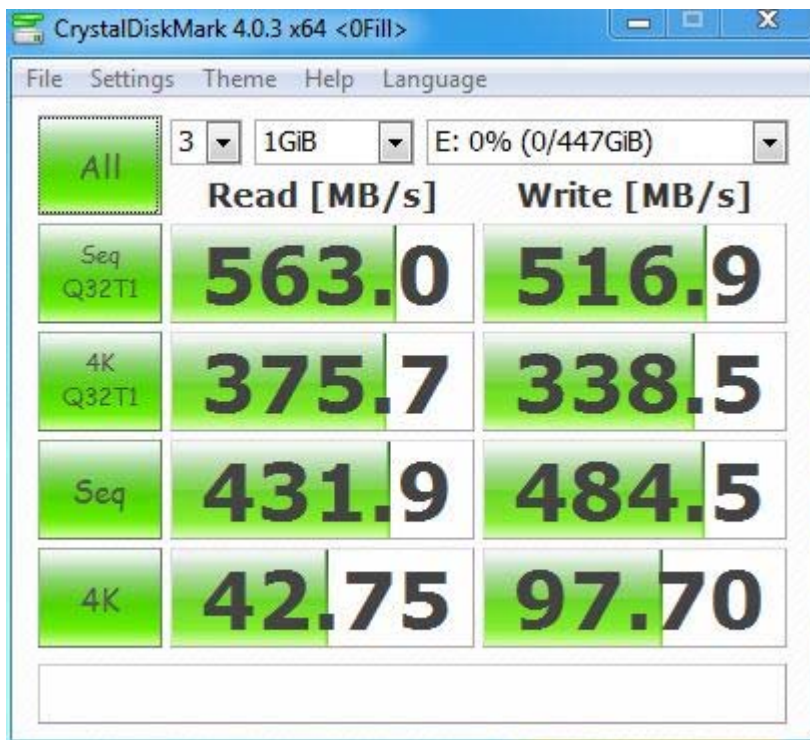 CrystalDiskMark 4.0.3 x64 <0Fill>
File Settings Theme Help Language
All 3 1GiB E: 0% (0/447GiB)
Read [MB/s] Write [MB/s]
Seq
Q32T1 563.0 516.9
4K
Q32T1 375.7 338.5
Seq 431.9 484.5
4K 42.75 97.70